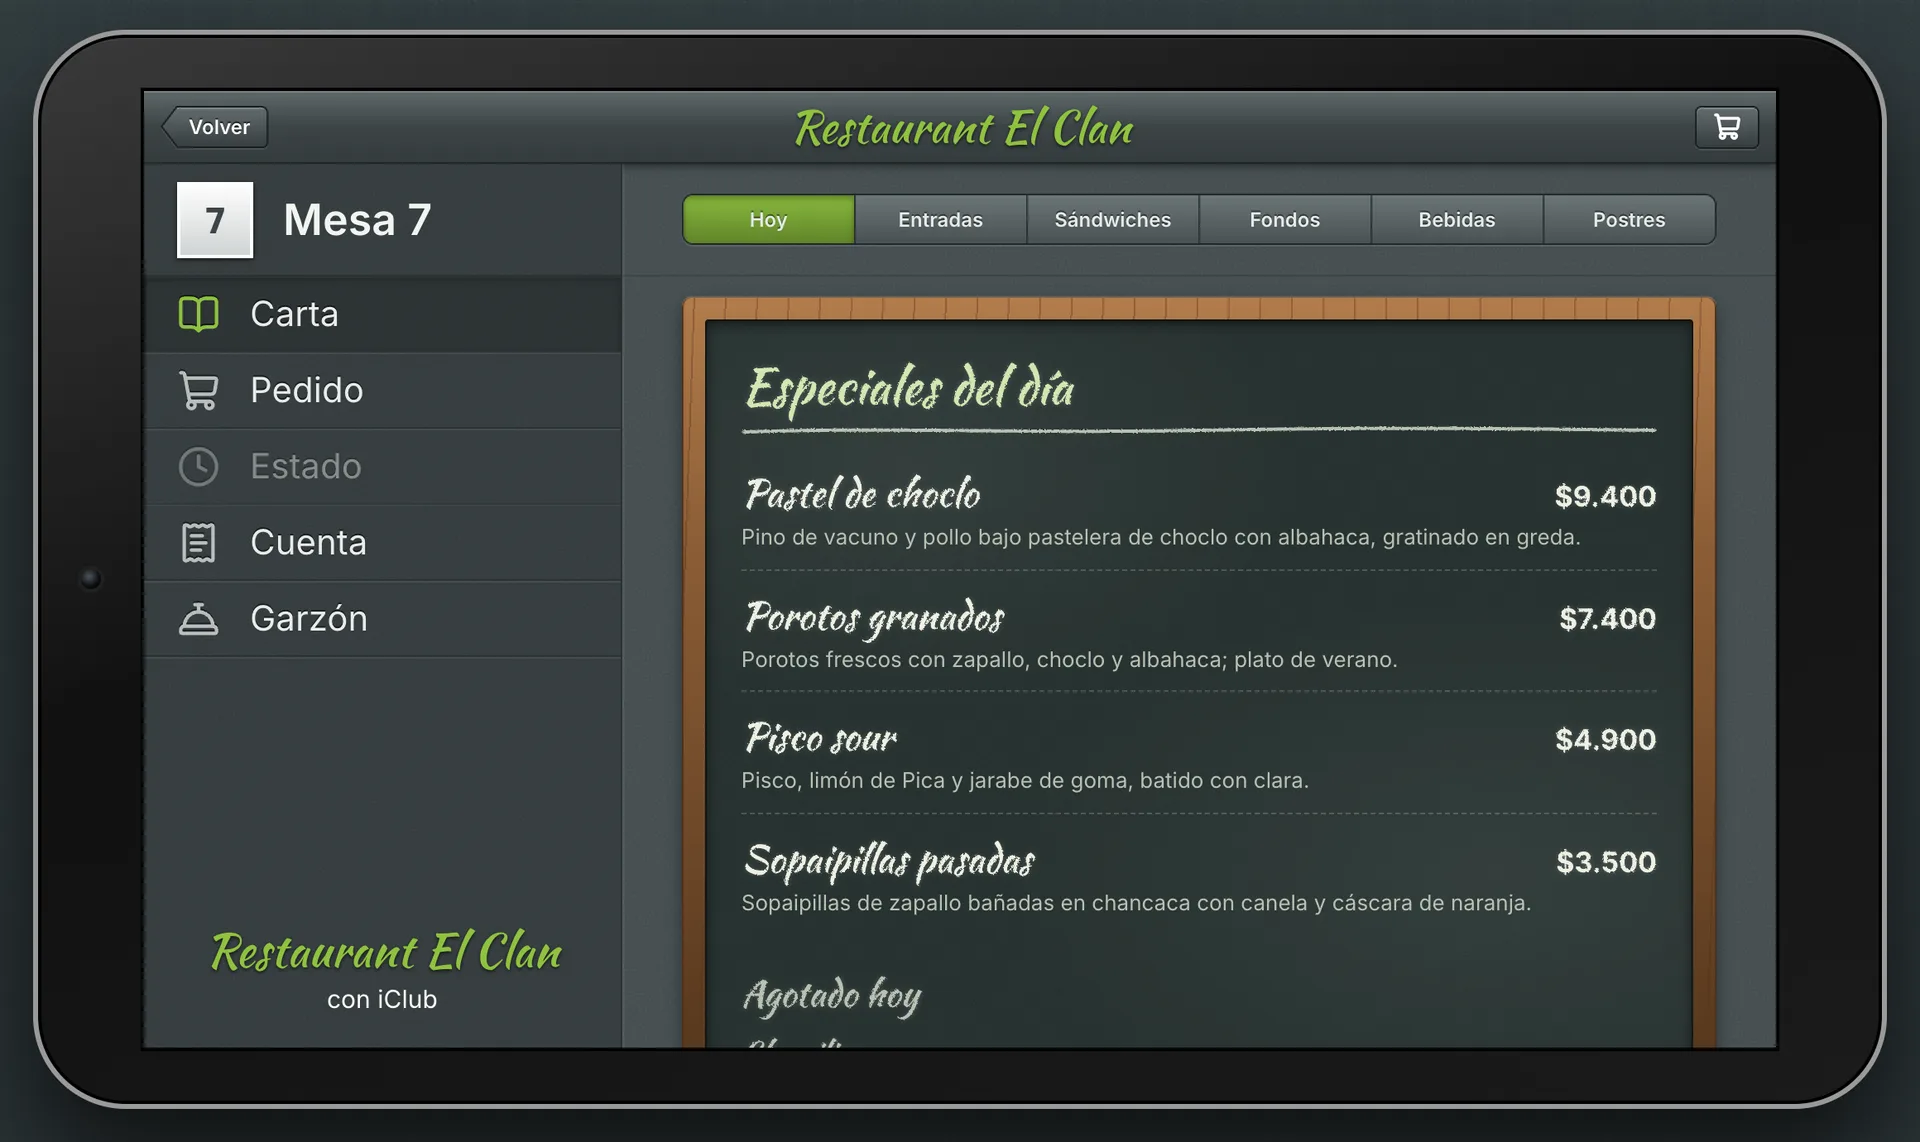 Volver
Restaurant El Clan
7
Mesa 7
Hoy
Entradas
Sándwiches
Fondos
Bebidas
Postres
Carta
Pedido
Estado
Cuenta
Garzón
Restaurant El Clan
con iClub
Especiales del día
Pastel de choclo
$9.400
Pino de vacuno y pollo bajo pastelera de choclo con albahaca, gratinado en greda.
Porotos granados
$7.400
Porotos frescos con zapallo, choclo y albahaca; plato de verano.
Pisco sour
$4.900
Pisco, limón de Pica y jarabe de goma, batido con clara.
Sopaipillas pasadas
$3.500
Sopaipillas de zapallo bañadas en chancaca con canela y cáscara de naranja.
Agotado hoy